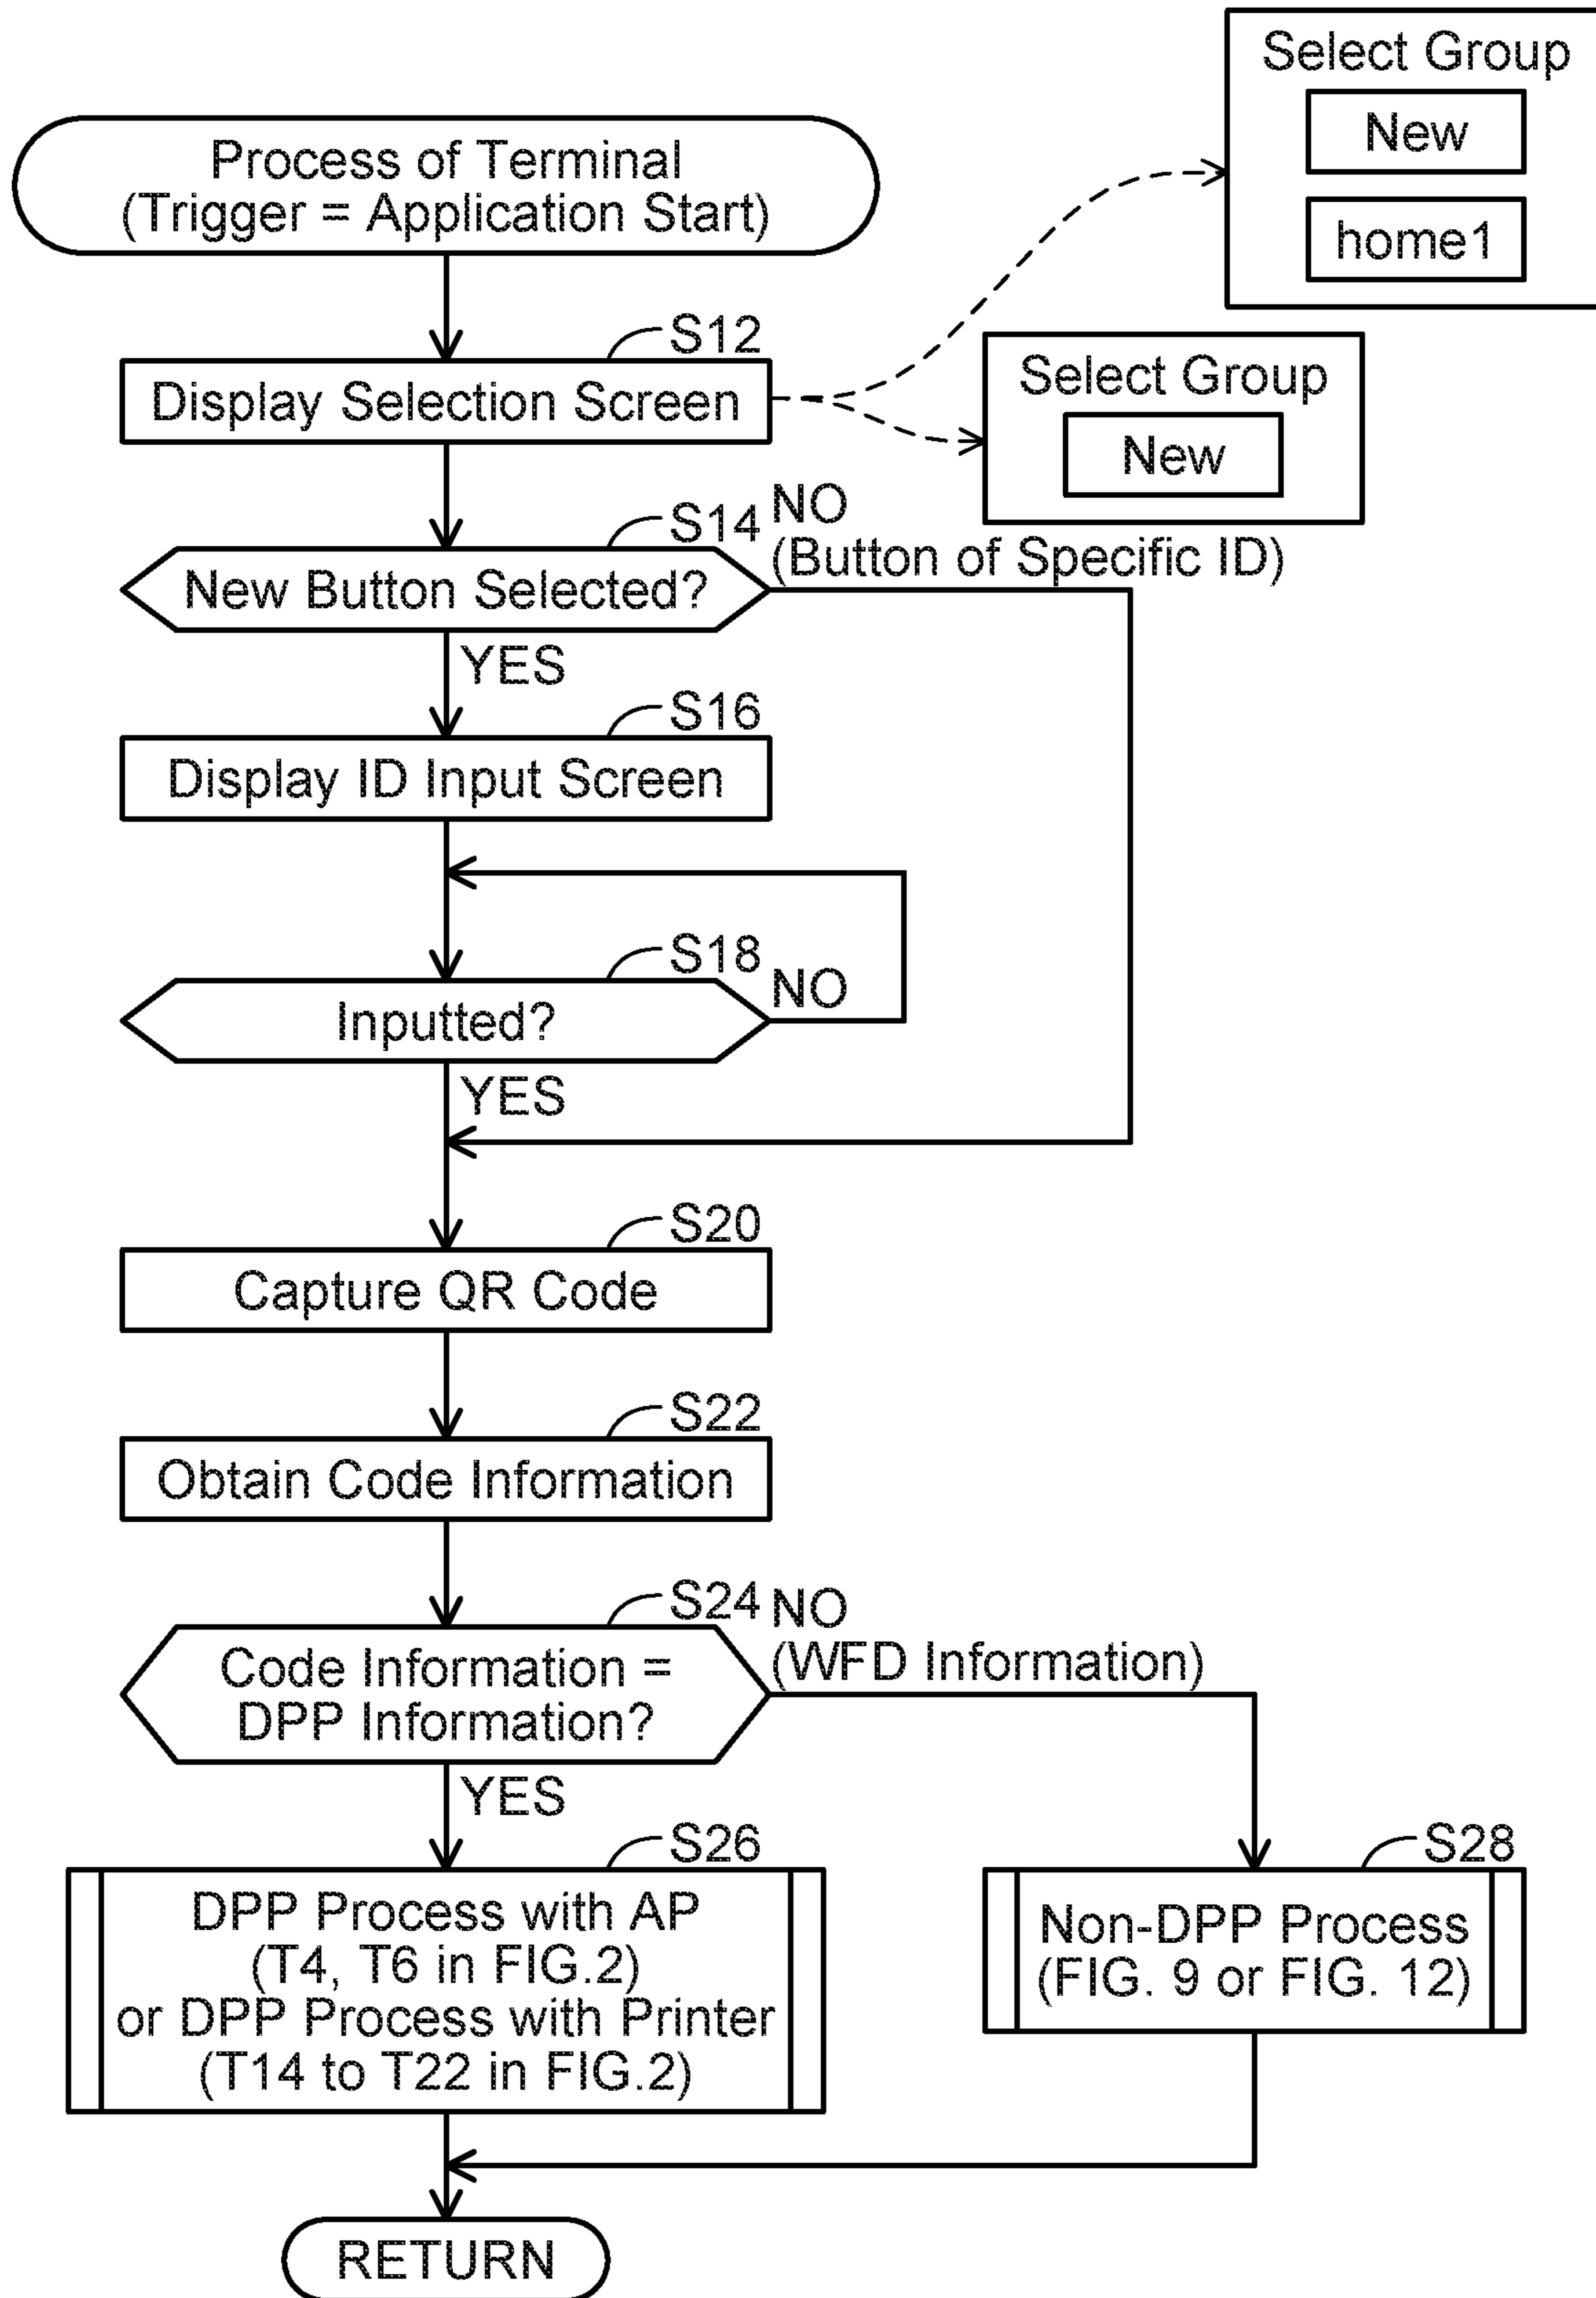 Select Group
New
home1
Process of Terminal
(Trigger = Application Start)
S12
Display Selection Screen
Select Group
New
S14
NO
(Button of Specific ID)
New Button Selected?
YES
S16
Display ID Input Screen
S18
NO
Inputted?
YES
S20
Capture QR Code
S22
Obtain Code Information
S24
NO
(WFD Information)
Code Information =
DPP Information?
YES
S26
DPP Process with AP
(T4, T6 in FIG.2)
or DPP Process with Printer
(T14 to T22 in FIG.2)
S28
Non-DPP Process
(FIG. 9 or FIG. 12)
RETURN